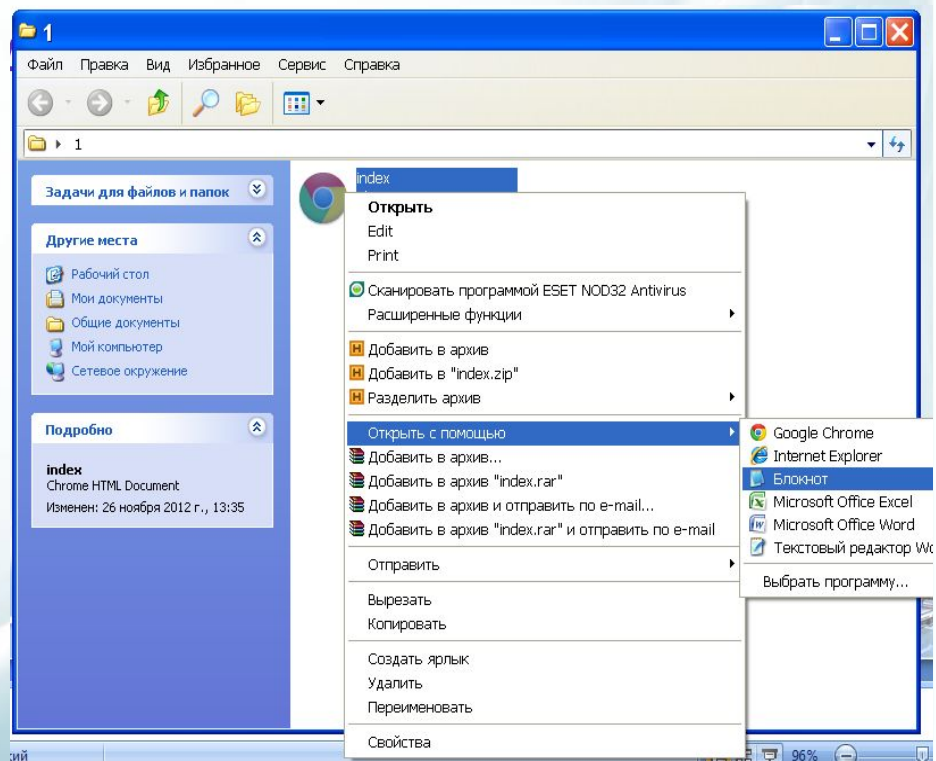 1
Файл Правка Вид Избранное Сервис Справка
1
Задачи для файлов и папок
Другие места
Рабочий стол
Мои документы
Общие документы
Мой компьютер
Сетевое окружение
Подробно
index
Chrome HTML Document
Изменен: 26 ноября 2012 г., 13:35
index
Открыть
Edit
Print
Сканировать программой ESET NOD32 Antivirus
Расширенные функции
Добавить в архив
Добавить в "index.zip"
Разделить архив
Открыть с помощью
Добавить в архив...
Добавить в архив "index.rar"
Добавить в архив и отправить по e-mail...
Добавить в архив "index.rar" и отправить по e-mail
Отправить
Вырезать
Копировать
Создать ярлык
Удалить
Переименовать
Свойства
Google Chrome
Internet Explorer
Блокнот
Microsoft Office Excel
Microsoft Office Word
Текстовый редактор Wo
Выбрать программу...
96%